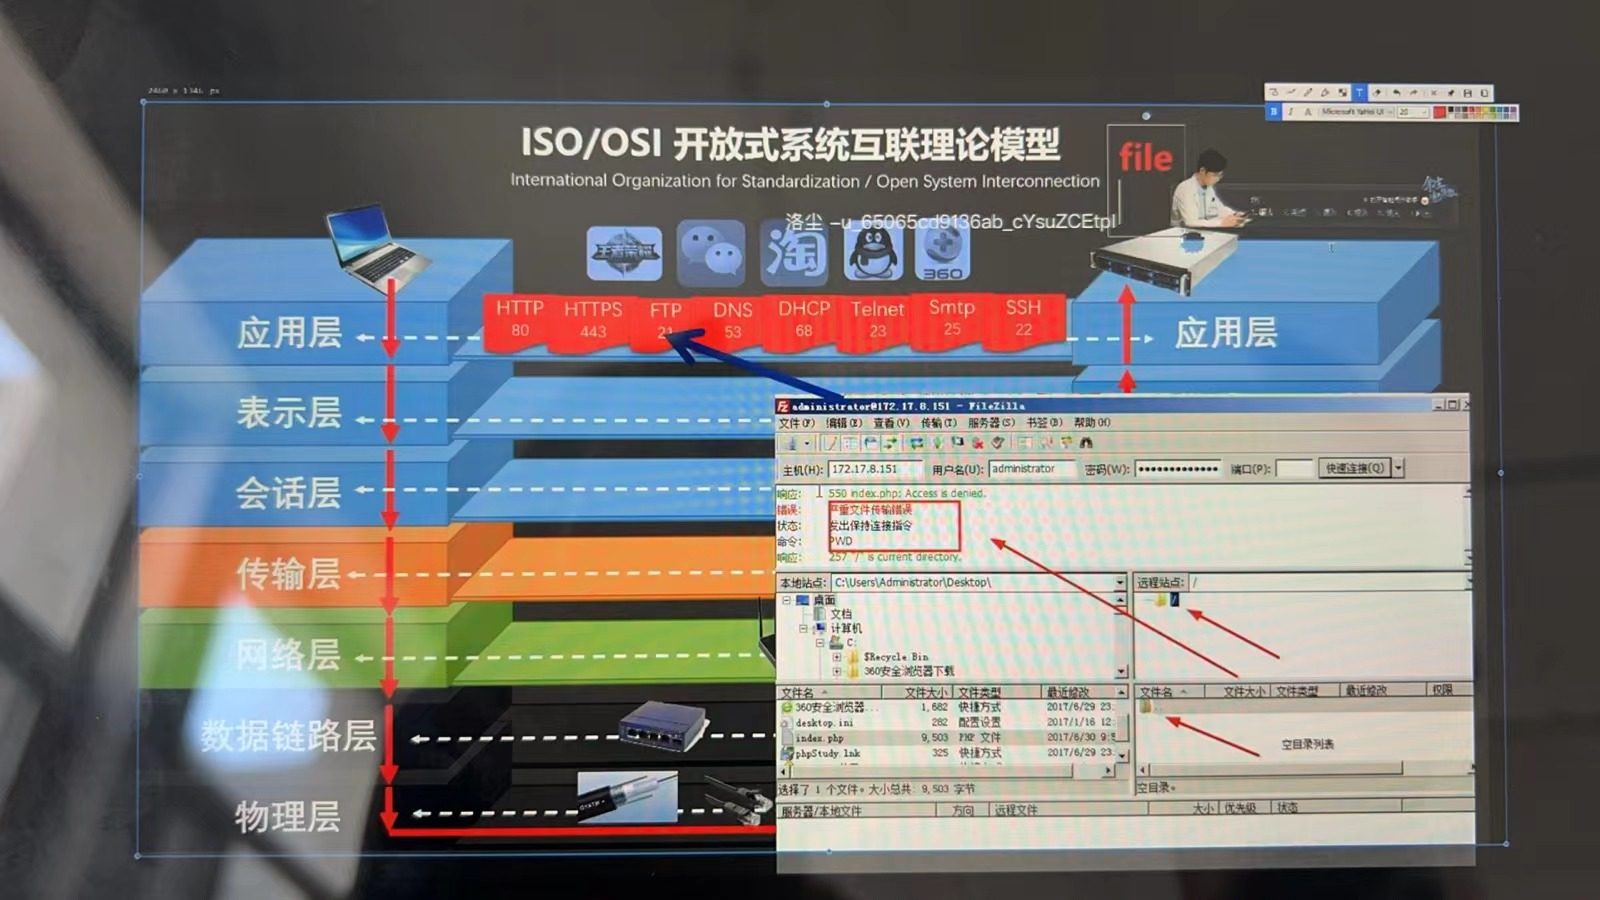 2460 x 1346 px
Microsoft YaHei UI
20
ISO/OSI 开放式系统互联理论模型
International Organization for Standardization / Open System Interconnection
file
洛尘 -u_65065cd9136ab_cYsuZCEtpI
王者荣耀
淘
360
HTTP HTTPS FTP DNS DHCP Telnet Smtp SSH
80 443 21 53 68 23 25 22
应用层
应用层
表示层
会话层
传输层
网络层
数据链路层
物理层
administrator@172.17.8.151 - FileZilla
文件(F) 编辑(E) 查看(V) 传输(T) 服务器(S) 书签(B) 帮助(H)
主机(H): 172.17.8.151 用户名(U): administrator 密码(W): ●●●●●●●●●●●●● 端口(P): 快速连接(Q)
响应: 550 index.php: Access is denied.
错误: 严重文件传输错误
状态: 发出保持连接指令
命令: PWD
响应: 257 "/" is current directory.
本地站点: C:\Users\Administrator\Desktop\
远程站点: /
桌面
文档
计算机
C:
$Recycle.Bin
360安全浏览器下载
/
文件名 文件大小 文件类型 最近修改
360安全浏览器... 1,682 快捷方式 2017/6/29 23:
desktop.ini 282 配置设置 2017/1/16 12:
index.php 9,503 PHP 文件 2017/6/30 9:5
phpStudy.lnk 325 快捷方式 2017/6/29 23:
选择了 1 个文件。大小总共: 9,503 字节
文件名 文件大小 文件类型 最近修改 权限
..
空目录列表
空目录。
服务器/本地文件 方向 远程文件 大小 优先级 状态